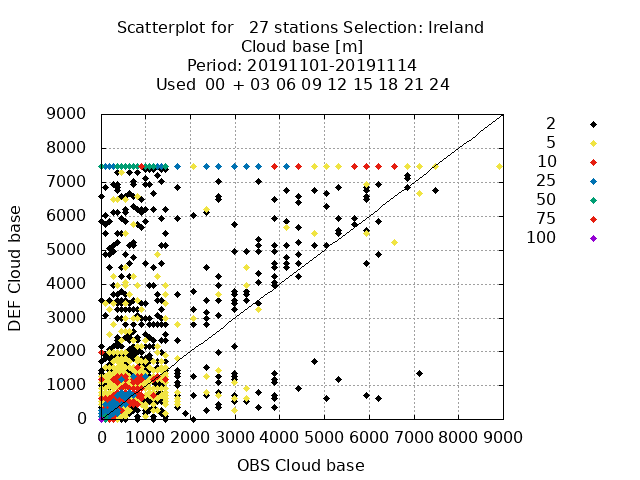 Scatterplot for   27 stations Selection: Ireland
Cloud base [m]
Period: 20191101-20191114
Used  00 + 03 06 09 12 15 18 21 24
2
5
10
25
50
75
100
9000
8000
7000
6000
5000
4000
3000
2000
1000
0
DEF Cloud base
0 1000 2000 3000 4000 5000 6000 7000 8000 9000
OBS Cloud base